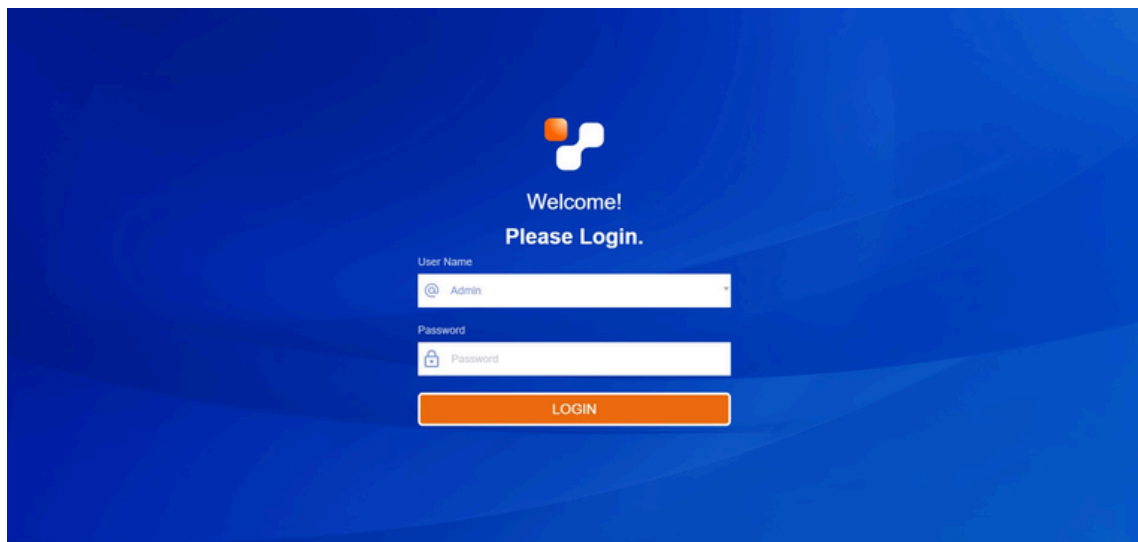 Welcome!
Please Login.
User Name
Admin
Password
Password
LOGIN